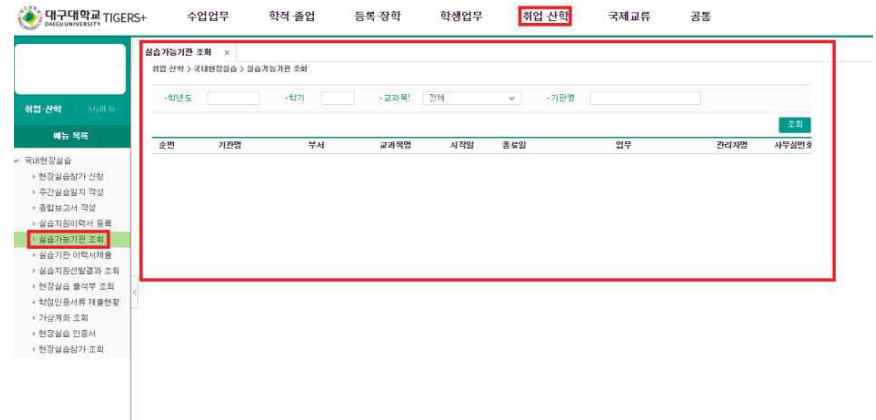 대구대학교 TIGERS+
DAEGU UNIVERSITY
수업업무 학적·졸업 등록·장학 학생업무 취업·산학 국제교류 공통
실습가능기관 조회 ×
취업·산학 > 국내현장실습 > 실습가능기관 조회
학년도 학기 교과목 전체 기관명
조회
순번 기관명 부서 교과목명 시작일 종료일 업무 관리자명 사무실번호
취업·산학
메뉴 목록
국내현장실습
현장실습참가 신청
주간실습일지 작성
종합보고서 작성
실습지원이력서 등록
실습가능기관 조회
실습기관 이력서제출
실습지원선발결과 조회
현장실습 출석부 조회
학점인증서류 제출현황
가상계좌 조회
현장실습 인증서
현장실습참가 조회